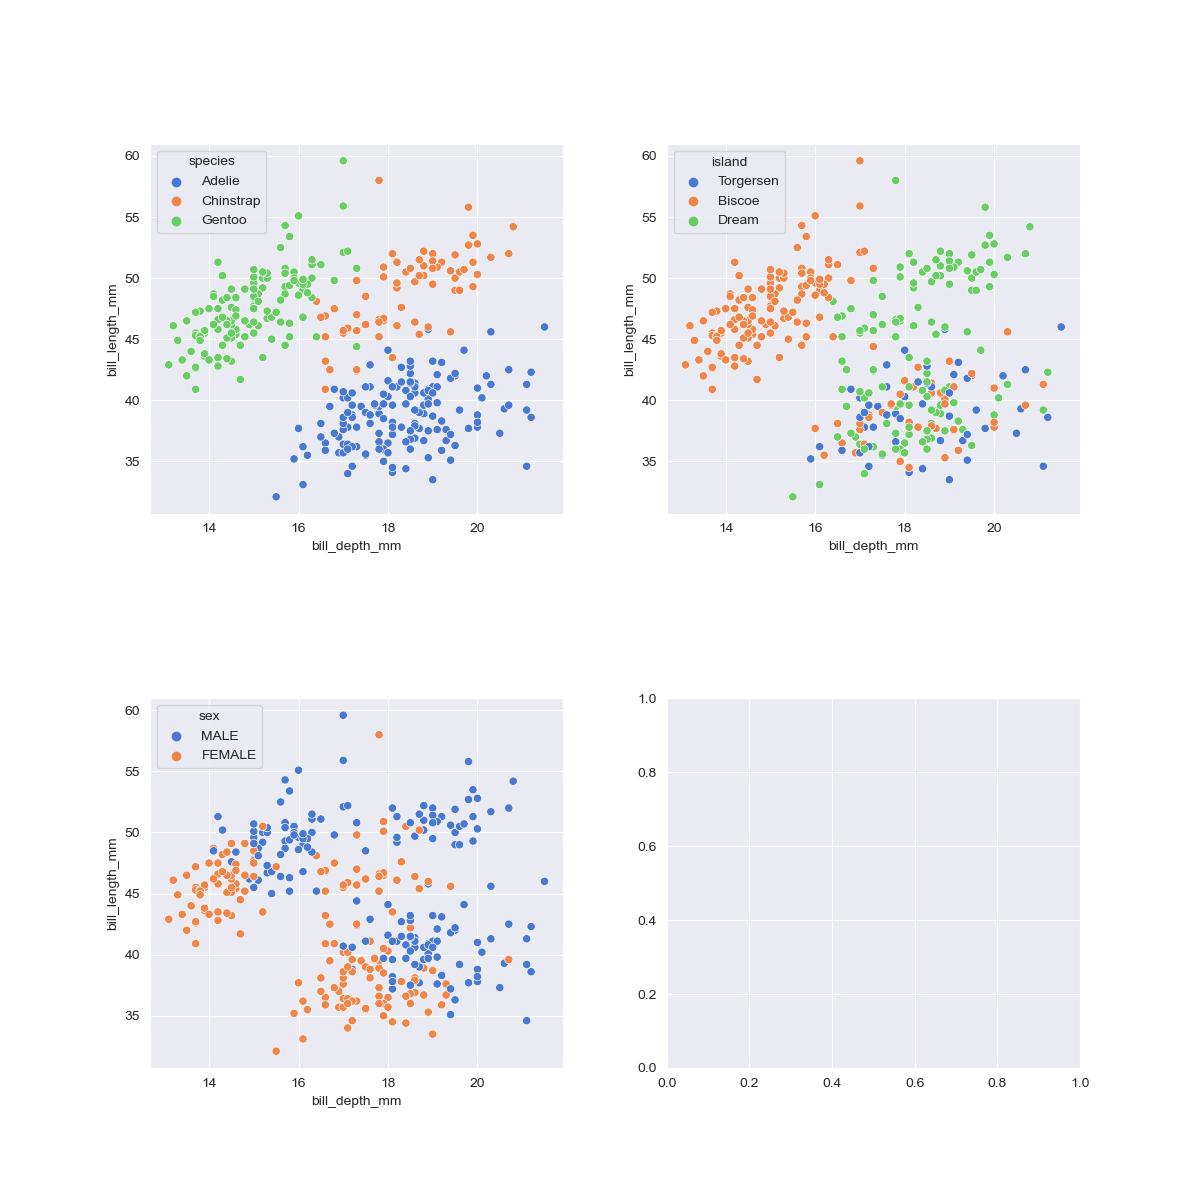 species
Adelie
Chinstrap
Gentoo
60
55
50
45
40
35
bill_length_mm
14 16 18 20
bill_depth_mm
island
Torgersen
Biscoe
Dream
60
55
50
45
40
35
bill_length_mm
14 16 18 20
bill_depth_mm
sex
MALE
FEMALE
60
55
50
45
40
35
bill_length_mm
14 16 18 20
bill_depth_mm
1.0
0.8
0.6
0.4
0.2
0.0
0.0 0.2 0.4 0.6 0.8 1.0